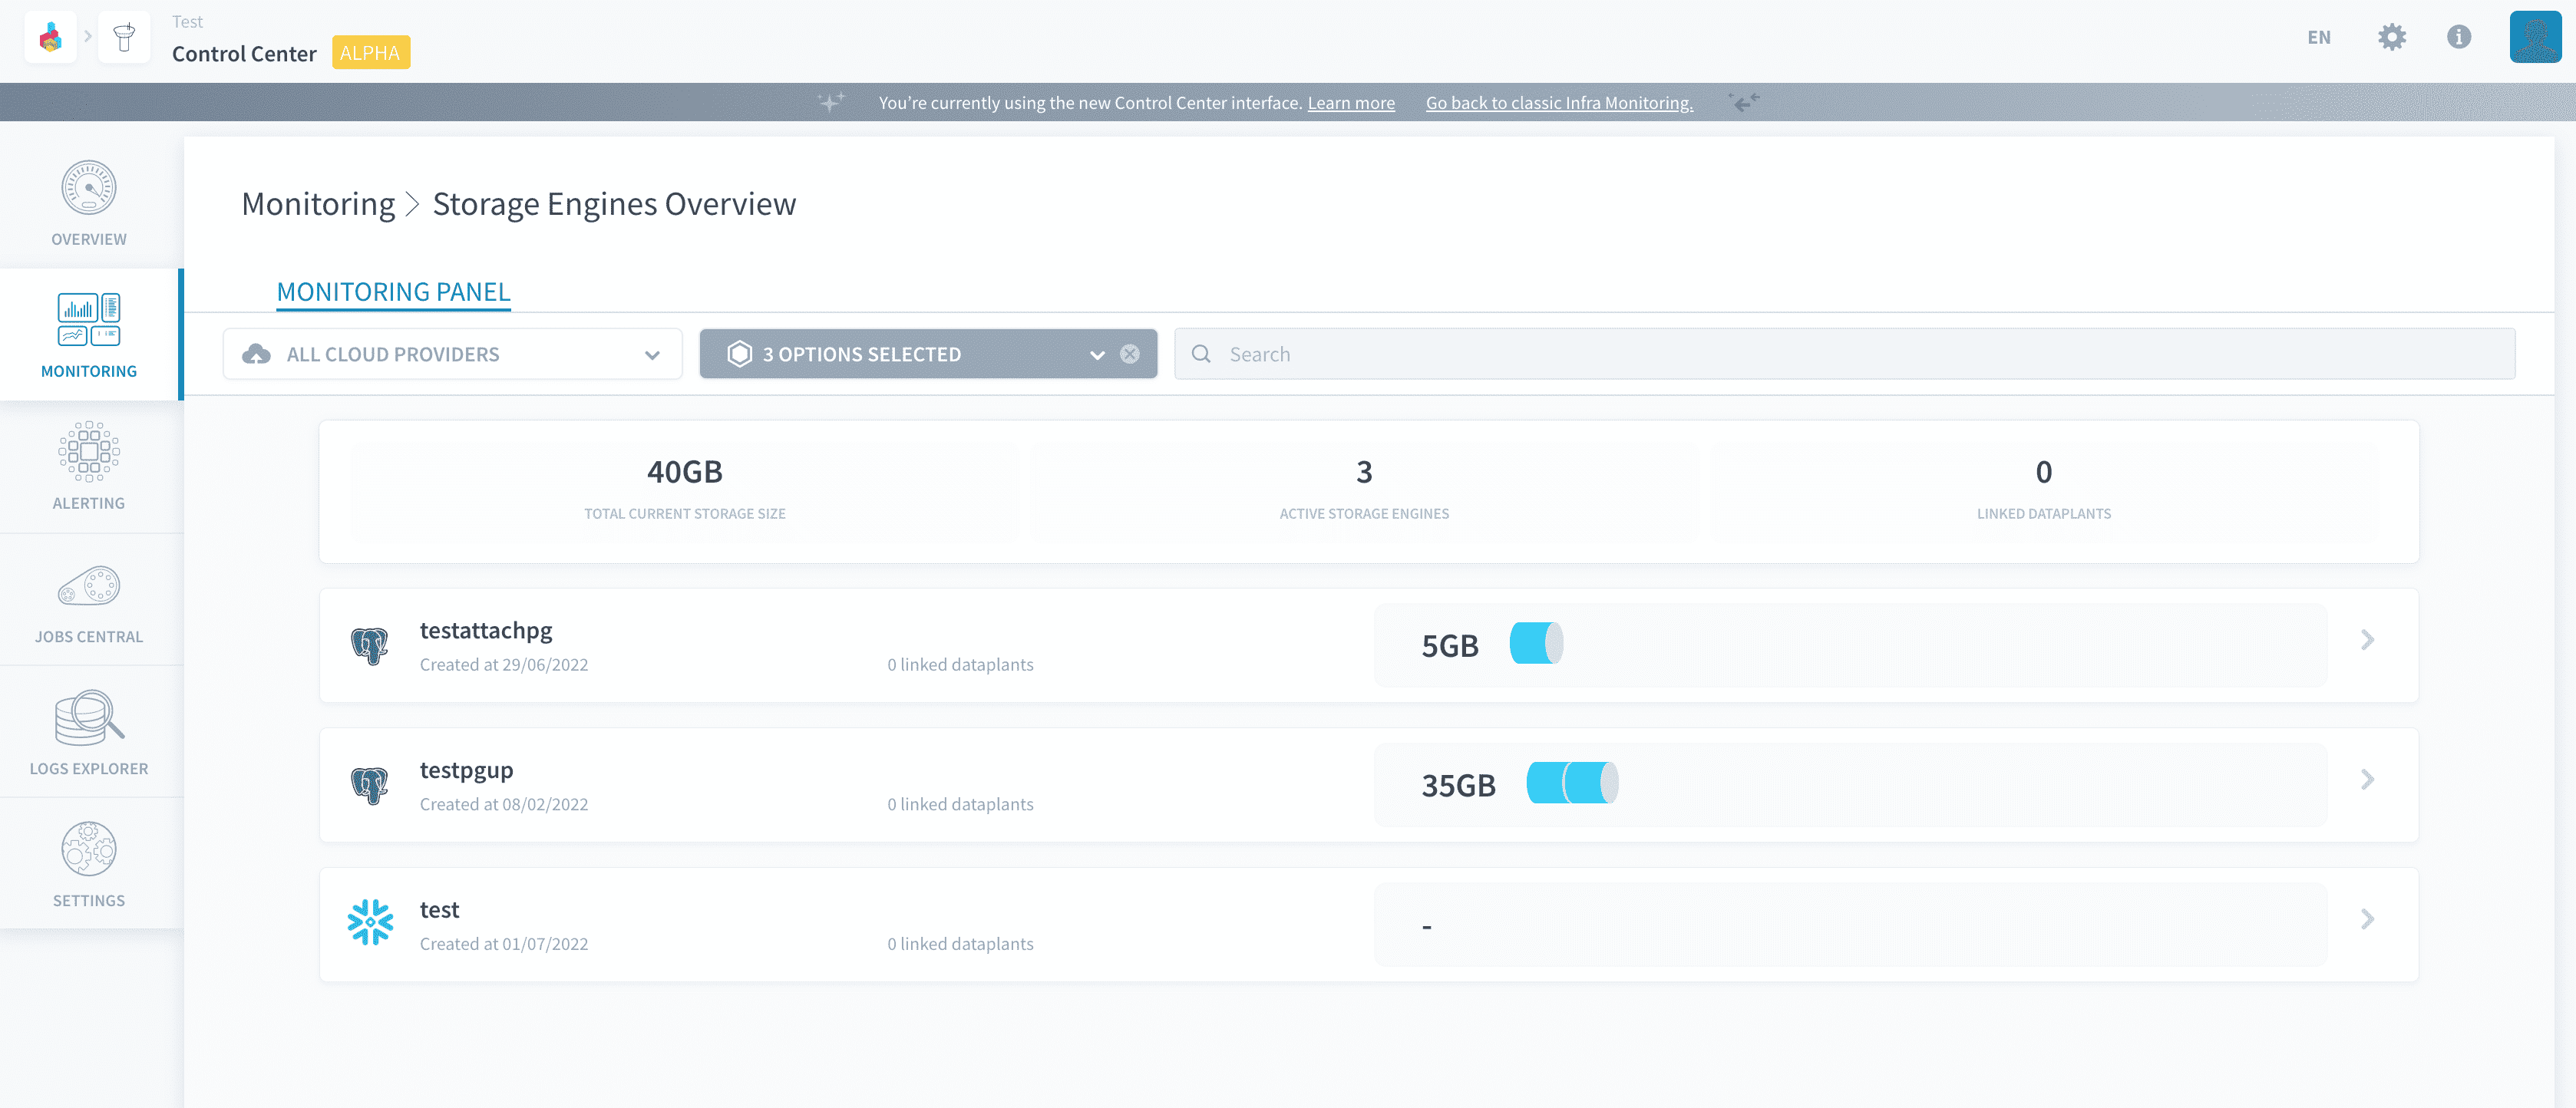 Test
Control Center ALPHA
EN
You're currently using the new Control Center interface. Learn more Go back to classic Infra Monitoring.
OVERVIEW
MONITORING
ALERTING
JOBS CENTRAL
LOGS EXPLORER
SETTINGS
Monitoring > Storage Engines Overview
MONITORING PANEL
ALL CLOUD PROVIDERS
3 OPTIONS SELECTED
Search
40GB
TOTAL CURRENT STORAGE SIZE
3
ACTIVE STORAGE ENGINES
0
LINKED DATAPLANTS
testattachpg
Created at 29/06/2022
0 linked dataplants
5GB
testpgup
Created at 08/02/2022
0 linked dataplants
35GB
test
Created at 01/07/2022
0 linked dataplants
-